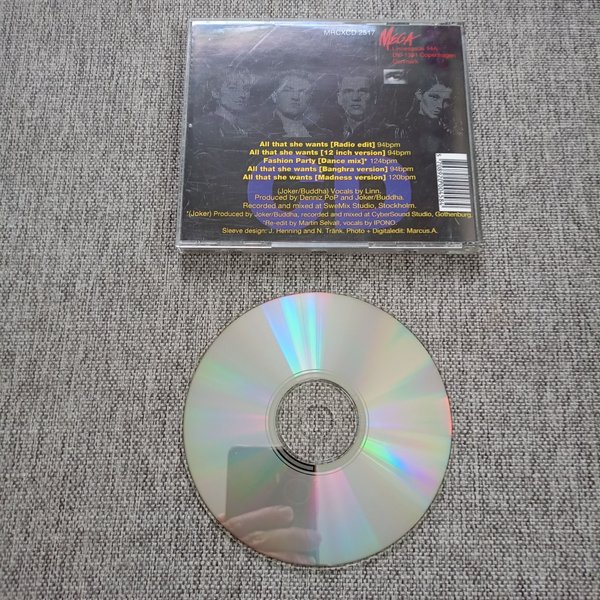 MRCXCD 2517
MEGA
DK-1361 Copenhagen
Denmark
All that she wants [Radio edit] 94bpm
All that she wants [12 inch version] 94bpm
Fashion Party [Dance mix]* 124bpm
All that she wants [Banghra version] 94bpm
All that she wants [Madness version] 120bpm
(Joker/Buddha) Vocals by Linn.
Produced by Denniz PoP and Joker/Buddha.
Recorded and mixed at SweMix Studio, Stockholm.
*(Joker) Produced by Joker/Buddha, recorded and mixed at CyberSound Studio, Gothenburg.
*Re-edit by Martin Selvall, vocals by IPONO.
Sleeve design: J. Henning and N. Trank. Photo + Digitaledit: Marcus.A.